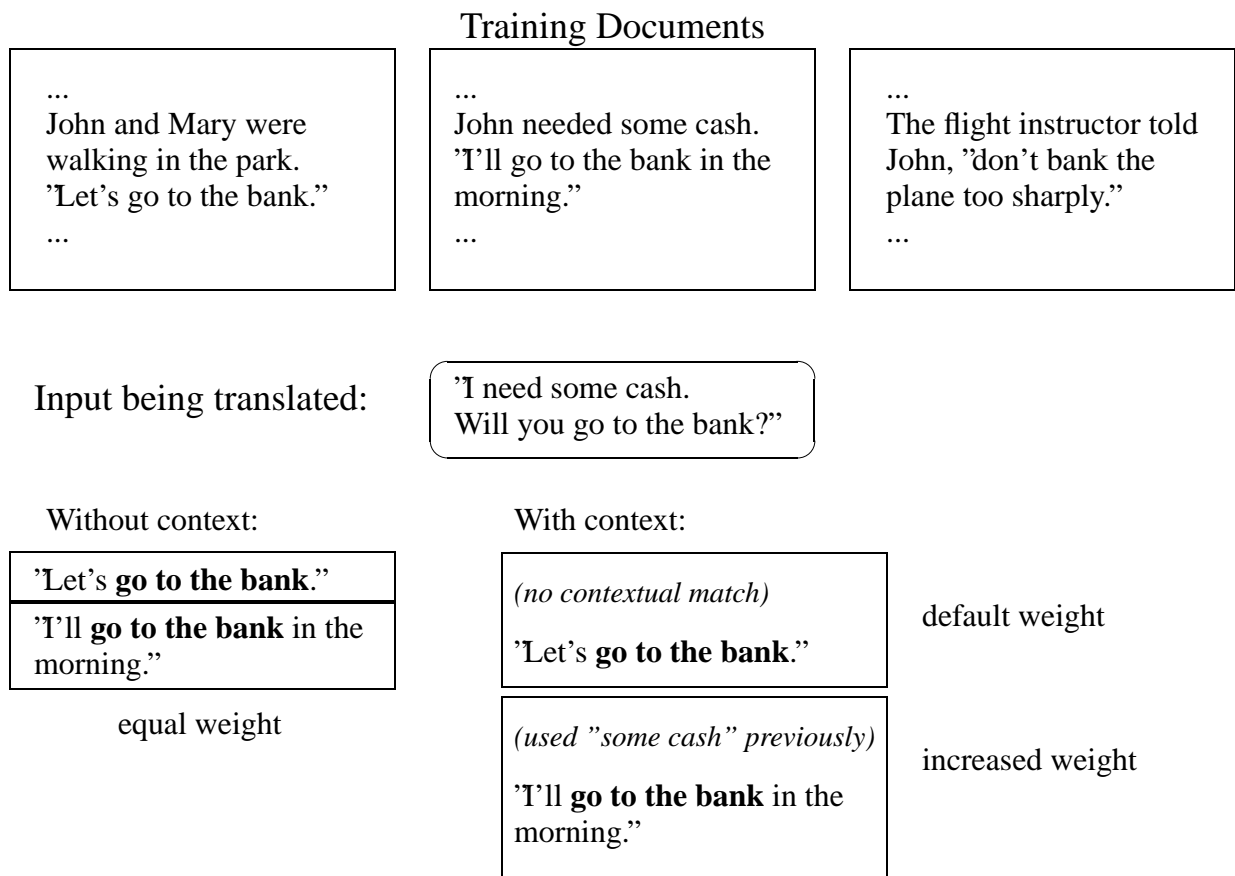 Training Documents
...
John and Mary were
walking in the park.
”Let's go to the bank.”
...
...
John needed some cash.
”I'll go to the bank in the
morning.”
...
...
The flight instructor told
John, ”don't bank the
plane too sharply.”
...
Input being translated:
”I need some cash.
Will you go to the bank?”
Without context:
”Let's go to the bank.”
”I'll go to the bank in the
morning.”
equal weight
With context:
(no contextual match)
”Let's go to the bank.”
default weight
(used ”some cash” previously)
”I'll go to the bank in the
morning.”
increased weight